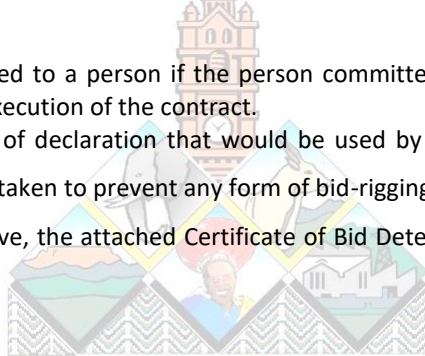 ed to a person if the person committe
xecution of the contract.
of declaration that would be used by
taken to prevent any form of bid-rigging
ve, the attached Certificate of Bid Dete